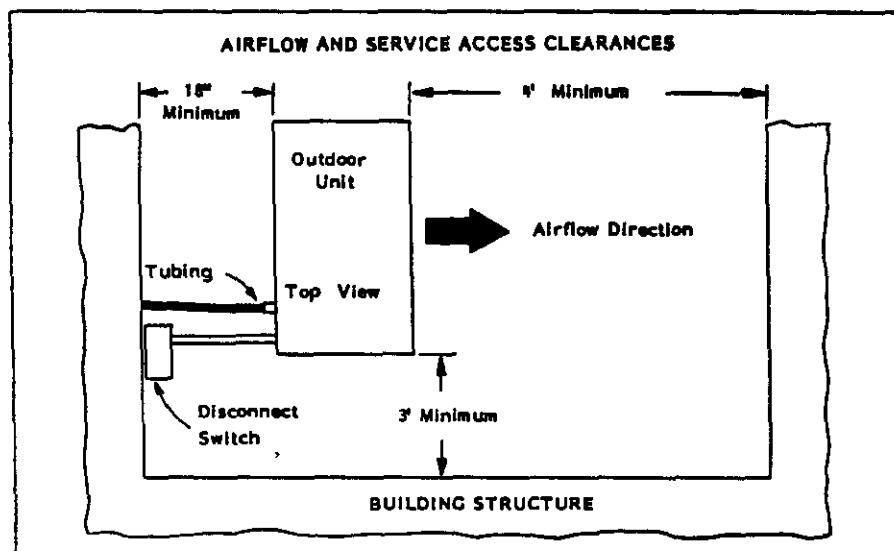 AIRFLOW AND SERVICE ACCESS CLEARANCES
18"
Minimum
4' Minimum
Outdoor
Unit
Airflow Direction
Tubing
Top View
Disconnect
Switch
3' Minimum
BUILDING STRUCTURE